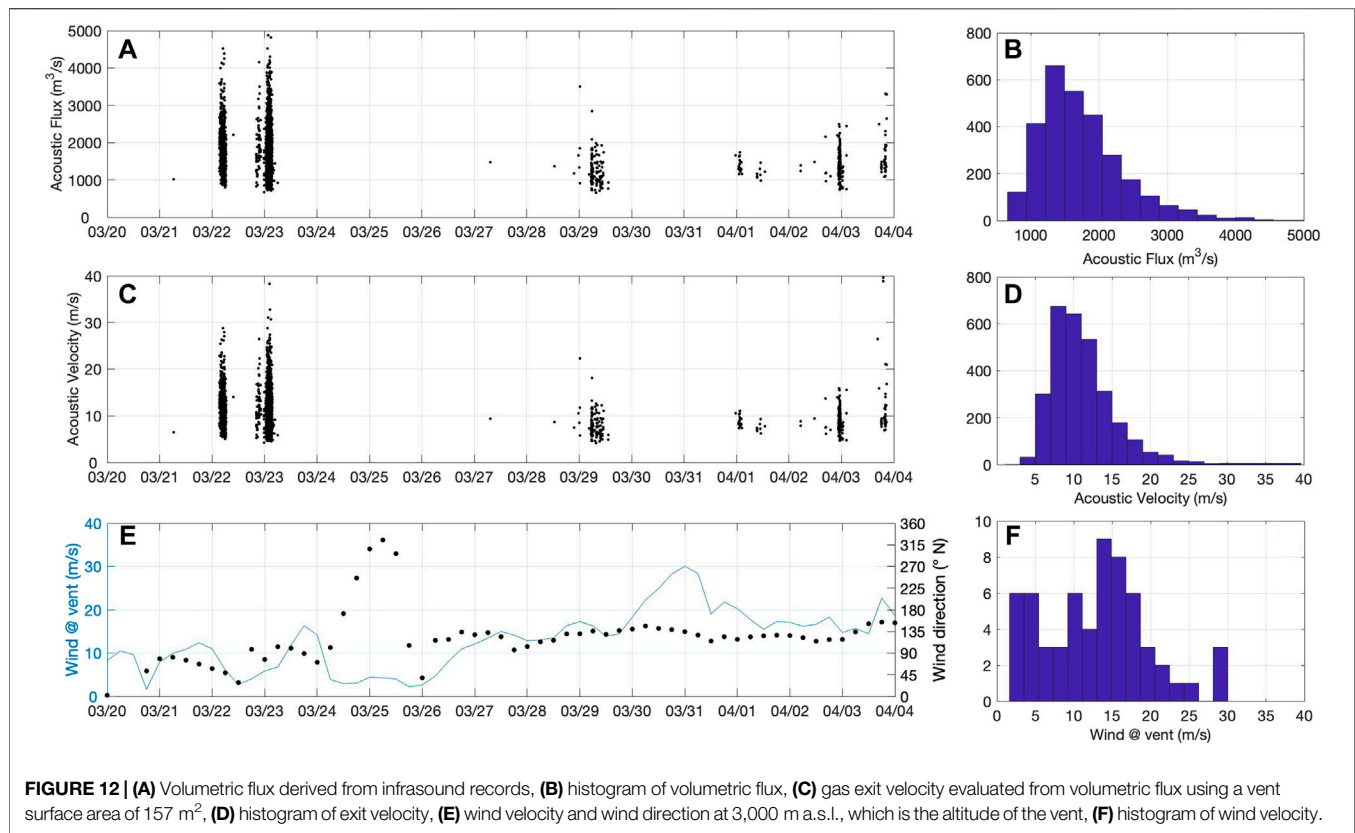 A
Acoustic Flux (m³/s)
5000
4000
3000
2000
1000
0
03/20 03/21 03/22 03/23 03/24 03/25 03/26 03/27 03/28 03/29 03/30 03/31 04/01 04/02 04/03 04/04
B
800
600
400
200
0
1000 2000 3000 4000 5000
Acoustic Flux (m³/s)
C
Acoustic Velocity (m/s)
40
30
20
10
0
03/20 03/21 03/22 03/23 03/24 03/25 03/26 03/27 03/28 03/29 03/30 03/31 04/01 04/02 04/03 04/04
D
800
600
400
200
0
5 10 15 20 25 30 35 40
Acoustic Velocity (m/s)
E
Wind @ vent (m/s)
40
30
20
10
0
360
315
270
225
180
135
90
45
0
Wind direction (° N)
03/20 03/21 03/22 03/23 03/24 03/25 03/26 03/27 03/28 03/29 03/30 03/31 04/01 04/02 04/03 04/04
F
10
8
6
4
2
0
0 5 10 15 20 25 30 35 40
Wind @ vent (m/s)
FIGURE 12 | (A) Volumetric flux derived from infrasound records, (B) histogram of volumetric flux, (C) gas exit velocity evaluated from volumetric flux using a vent
surface area of 157 m², (D) histogram of exit velocity, (E) wind velocity and wind direction at 3,000 m a.s.l., which is the altitude of the vent, (F) histogram of wind velocity.